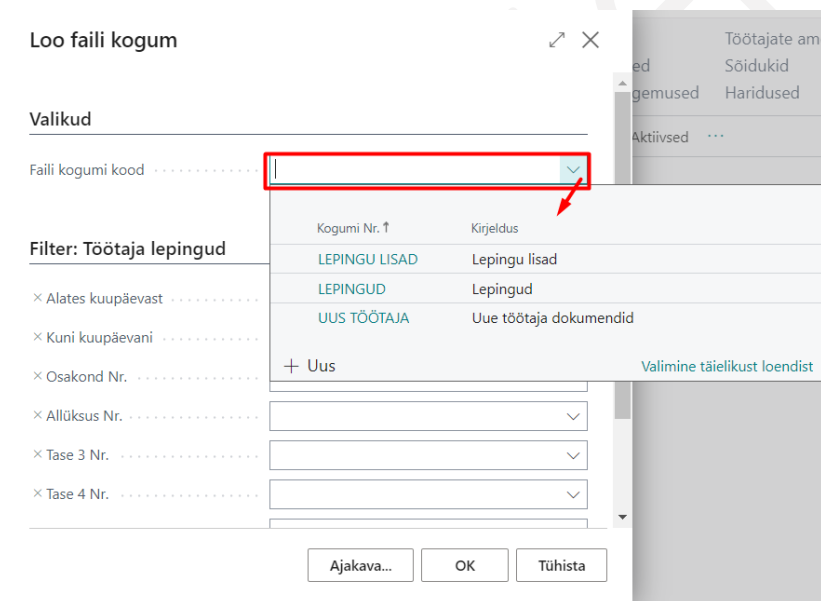 Loo faili kogum
Valikud
Faili kogumi kood
Kogumi Nr. ↑ Kirjeldus
LEPINGU LISAD Lepingu lisad
LEPINGUD Lepingud
UUS TÖÖTAJA Uue töötaja dokumendid
+ Uus Valimine täielikust loendist
Filter: Töötaja lepingud
× Alates kuupäevast
× Kuni kuupäevani
× Osakond Nr.
× Allüksus Nr.
× Tase 3 Nr.
× Tase 4 Nr.
Ajakava... OK Tühista
Töötajate am
ed Sõidukid
gemused Haridused
Aktiivsed ...